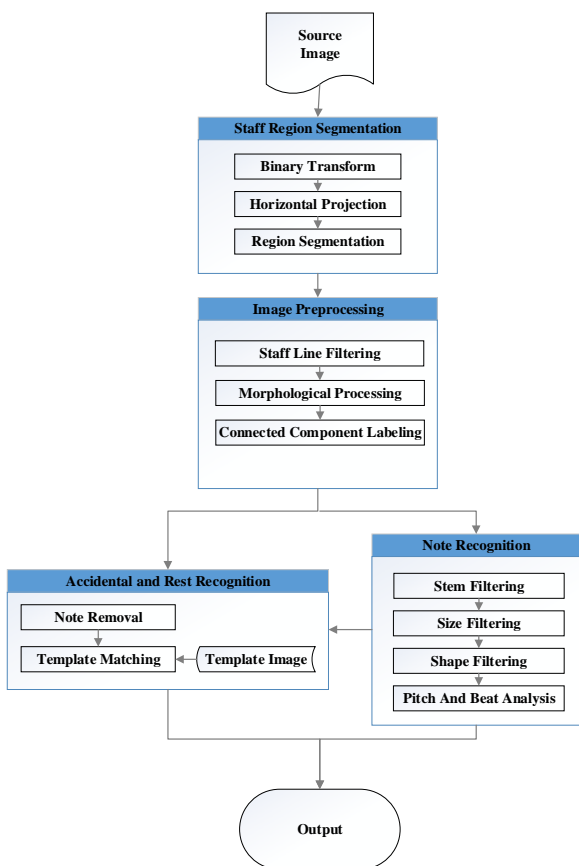 Source
Image
Staff Region Segmentation
Binary Transform
Horizontal Projection
Region Segmentation
Image Preprocessing
Staff Line Filtering
Morphological Processing
Connected Component Labeling
Note Recognition
Stem Filtering
Size Filtering
Shape Filtering
Pitch And Beat Analysis
Accidental and Rest Recognition
Note Removal
Template Matching
Template Image
Output